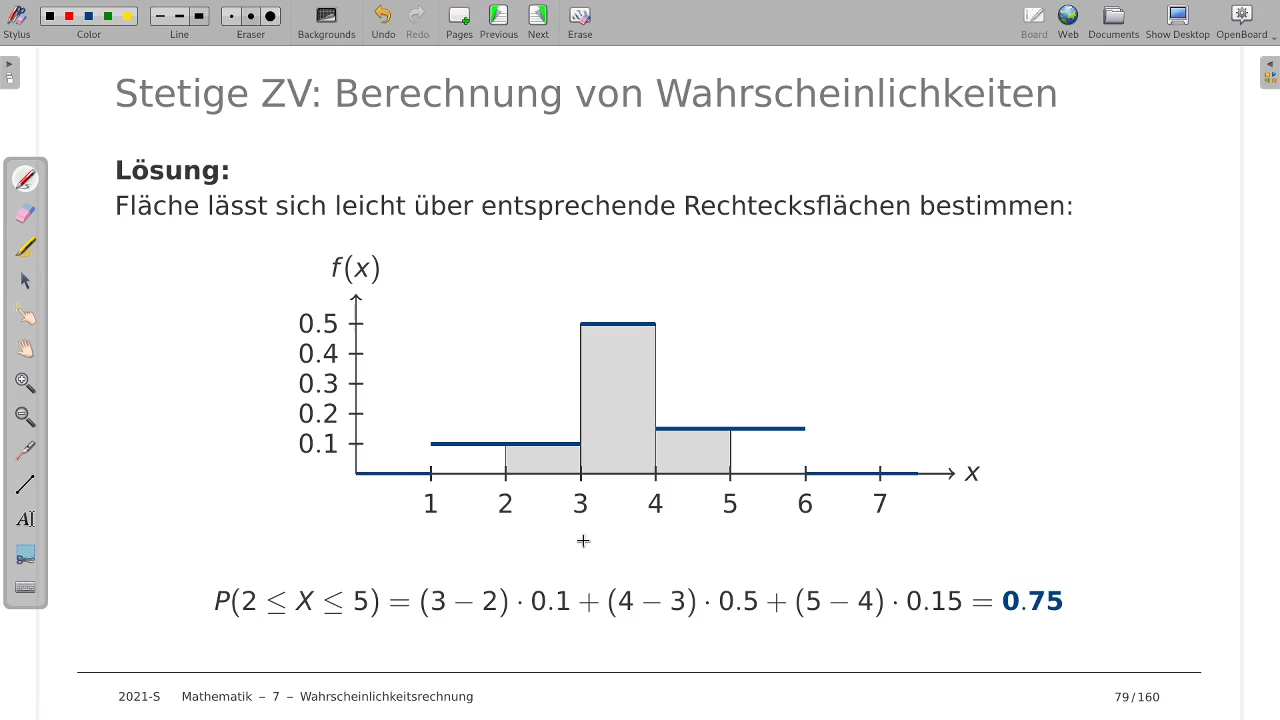 Stylus
Color
Line
Eraser
Backgrounds
Undo
Redo
Pages
Previous
Next
Erase
Board
Web
Documents
Show Desktop
OpenBoard
Stetige ZV: Berechnung von Wahrscheinlichkeiten
Lösung:
Fläche lässt sich leicht über entsprechende Rechtecksflächen bestimmen:
f(x)
0.5
0.4
0.3
0.2
0.1
x
1 2 3 4 5 6 7
P(2 ≤ X ≤ 5) = (3 − 2) · 0.1 + (4 − 3) · 0.5 + (5 − 4) · 0.15 = 0.75
2021-S Mathematik – 7 – Wahrscheinlichkeitsrechnung 79/160